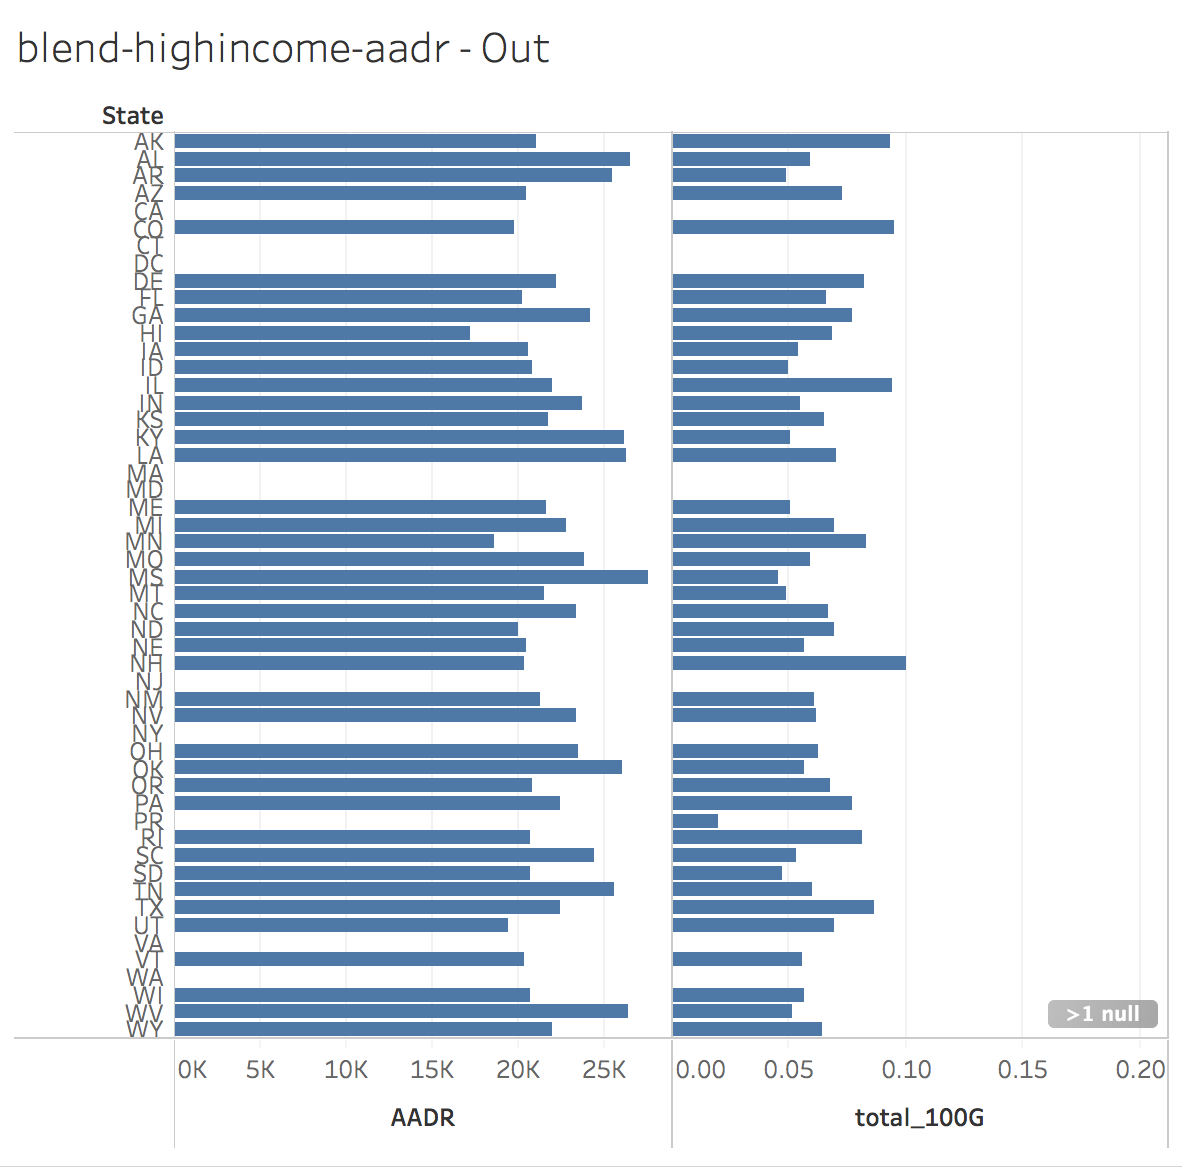 blend-highincome-aadr - Out
State
AK
AL
AR
AZ
CA
CO
CT
DC
DE
FL
GA
HI
IA
ID
IL
IN
KS
KY
LA
MA
MD
ME
MI
MN
MO
MS
MT
NC
ND
NE
NH
NJ
NM
NV
NY
OH
OK
OR
PA
PR
RI
SC
SD
TN
TX
UT
VA
VT
WA
WI
WV
WY
>1 null
0K 5K 10K 15K 20K 25K 0.00 0.05 0.10 0.15 0.20
AADR total_100G